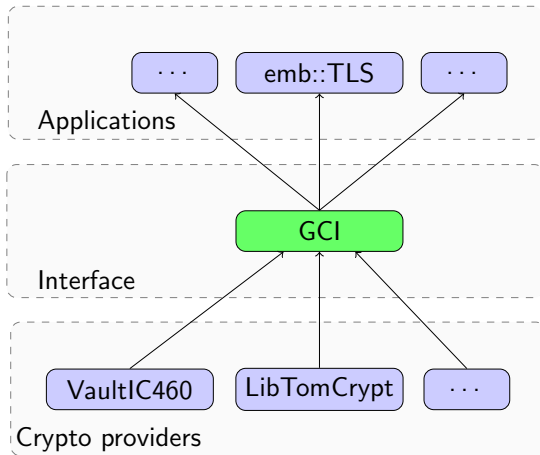 ··· emb::TLS ···
Applications
GCI
Interface
VaultIC460 LibTomCrypt ···
Crypto providers